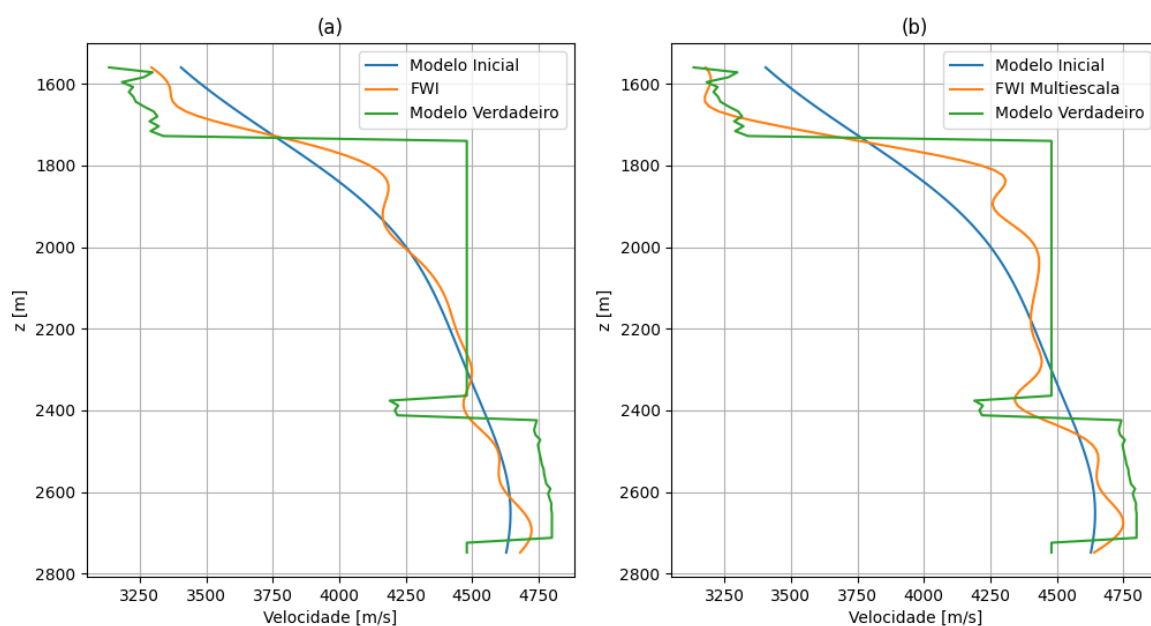 (a)
Modelo Inicial
FWI
Modelo Verdadeiro
1600
1800
2000
2200
2400
2600
2800
z [m]
3250 3500 3750 4000 4250 4500 4750
Velocidade [m/s]
(b)
Modelo Inicial
FWI Multiescala
Modelo Verdadeiro
1600
1800
2000
2200
2400
2600
2800
z [m]
3250 3500 3750 4000 4250 4500 4750
Velocidade [m/s]